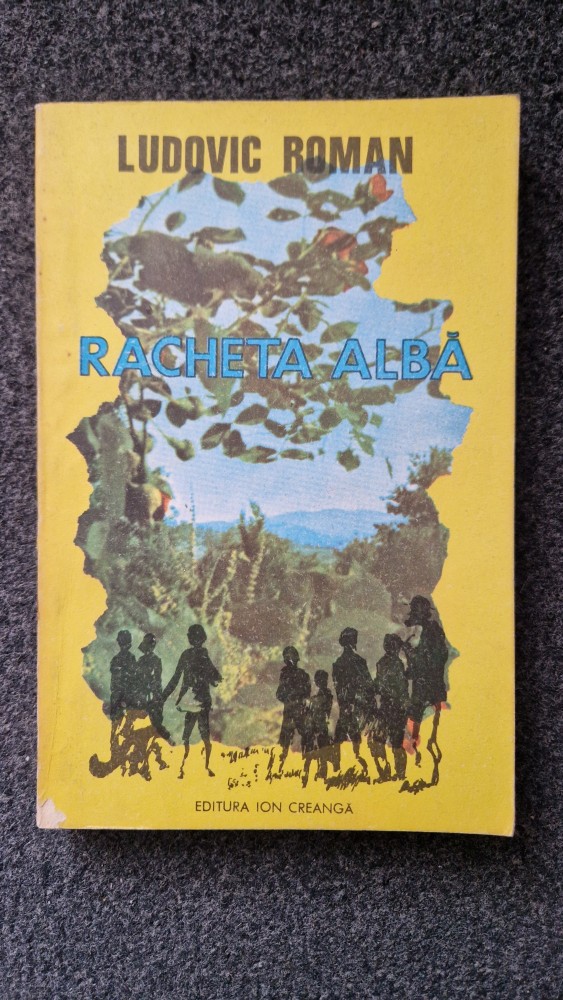 LUDOVIC ROMAN
RACHETA ALBĂ
EDITURA ION CREANGĂ